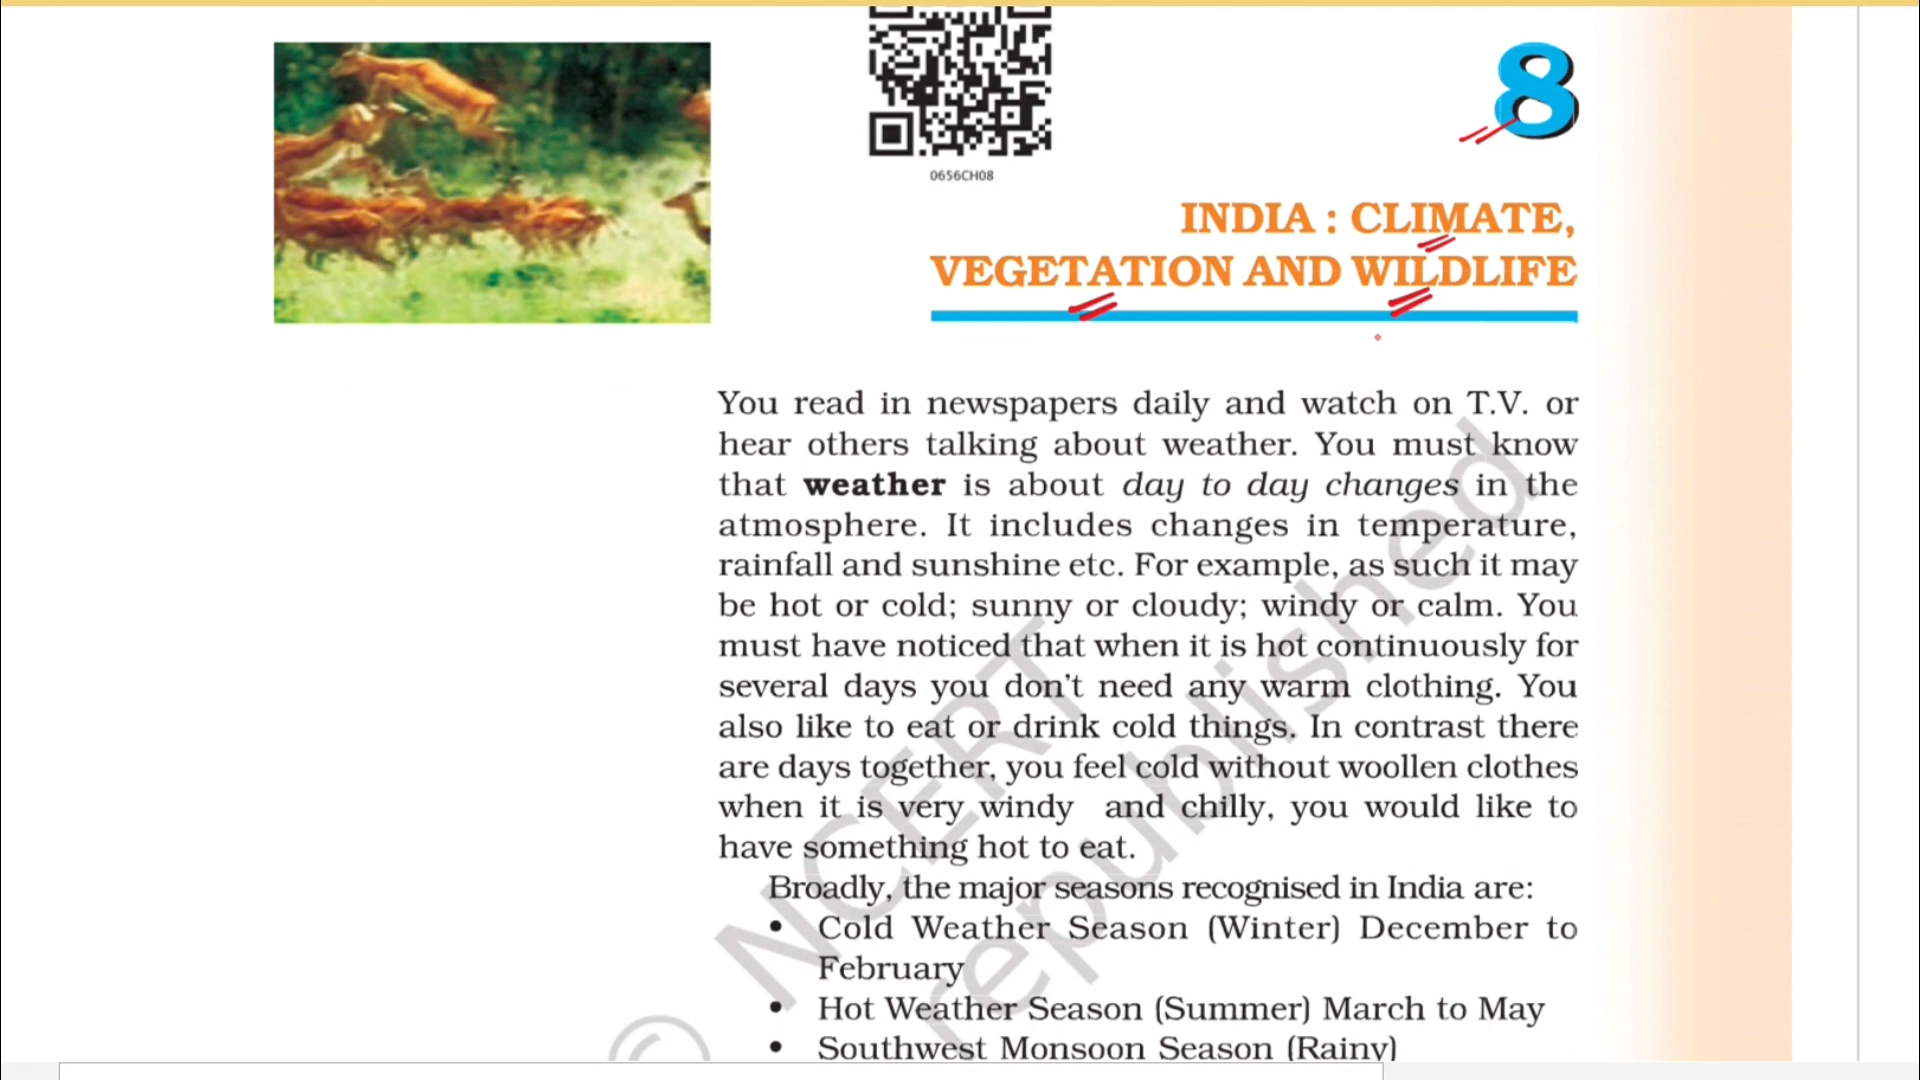 0656CH08
8
INDIA : CLIMATE,
VEGETATION AND WILDLIFE
You read in newspapers daily and watch on T.V. or
hear others talking about weather. You must know
that weather is about day to day changes in the
atmosphere. It includes changes in temperature,
rainfall and sunshine etc. For example, as such it may
be hot or cold; sunny or cloudy; windy or calm. You
must have noticed that when it is hot continuously for
several days you don’t need any warm clothing. You
also like to eat or drink cold things. In contrast there
are days together, you feel cold without woollen clothes
when it is very windy and chilly, you would like to
have something hot to eat.
Broadly, the major seasons recognised in India are:
• Cold Weather Season (Winter) December to
February
• Hot Weather Season (Summer) March to May
• Southwest Monsoon Season (Rainy)
© NCERT
republished